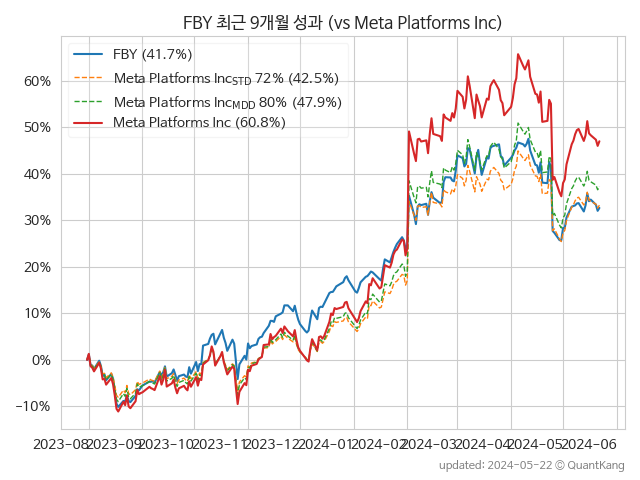 FBY 최근 9개월 성과 (vs Meta Platforms Inc)
FBY (41.7%)
Meta Platforms IncSTD 72% (42.5%)
Meta Platforms IncMDD 80% (47.9%)
Meta Platforms Inc (60.8%)
60%
50%
40%
30%
20%
10%
0%
−10%
2023-08 2023-09 2023-10 2023-11 2023-12 2024-01 2024-02 2024-03 2024-04 2024-05 2024-06
updated: 2024-05-22 © QuantKang